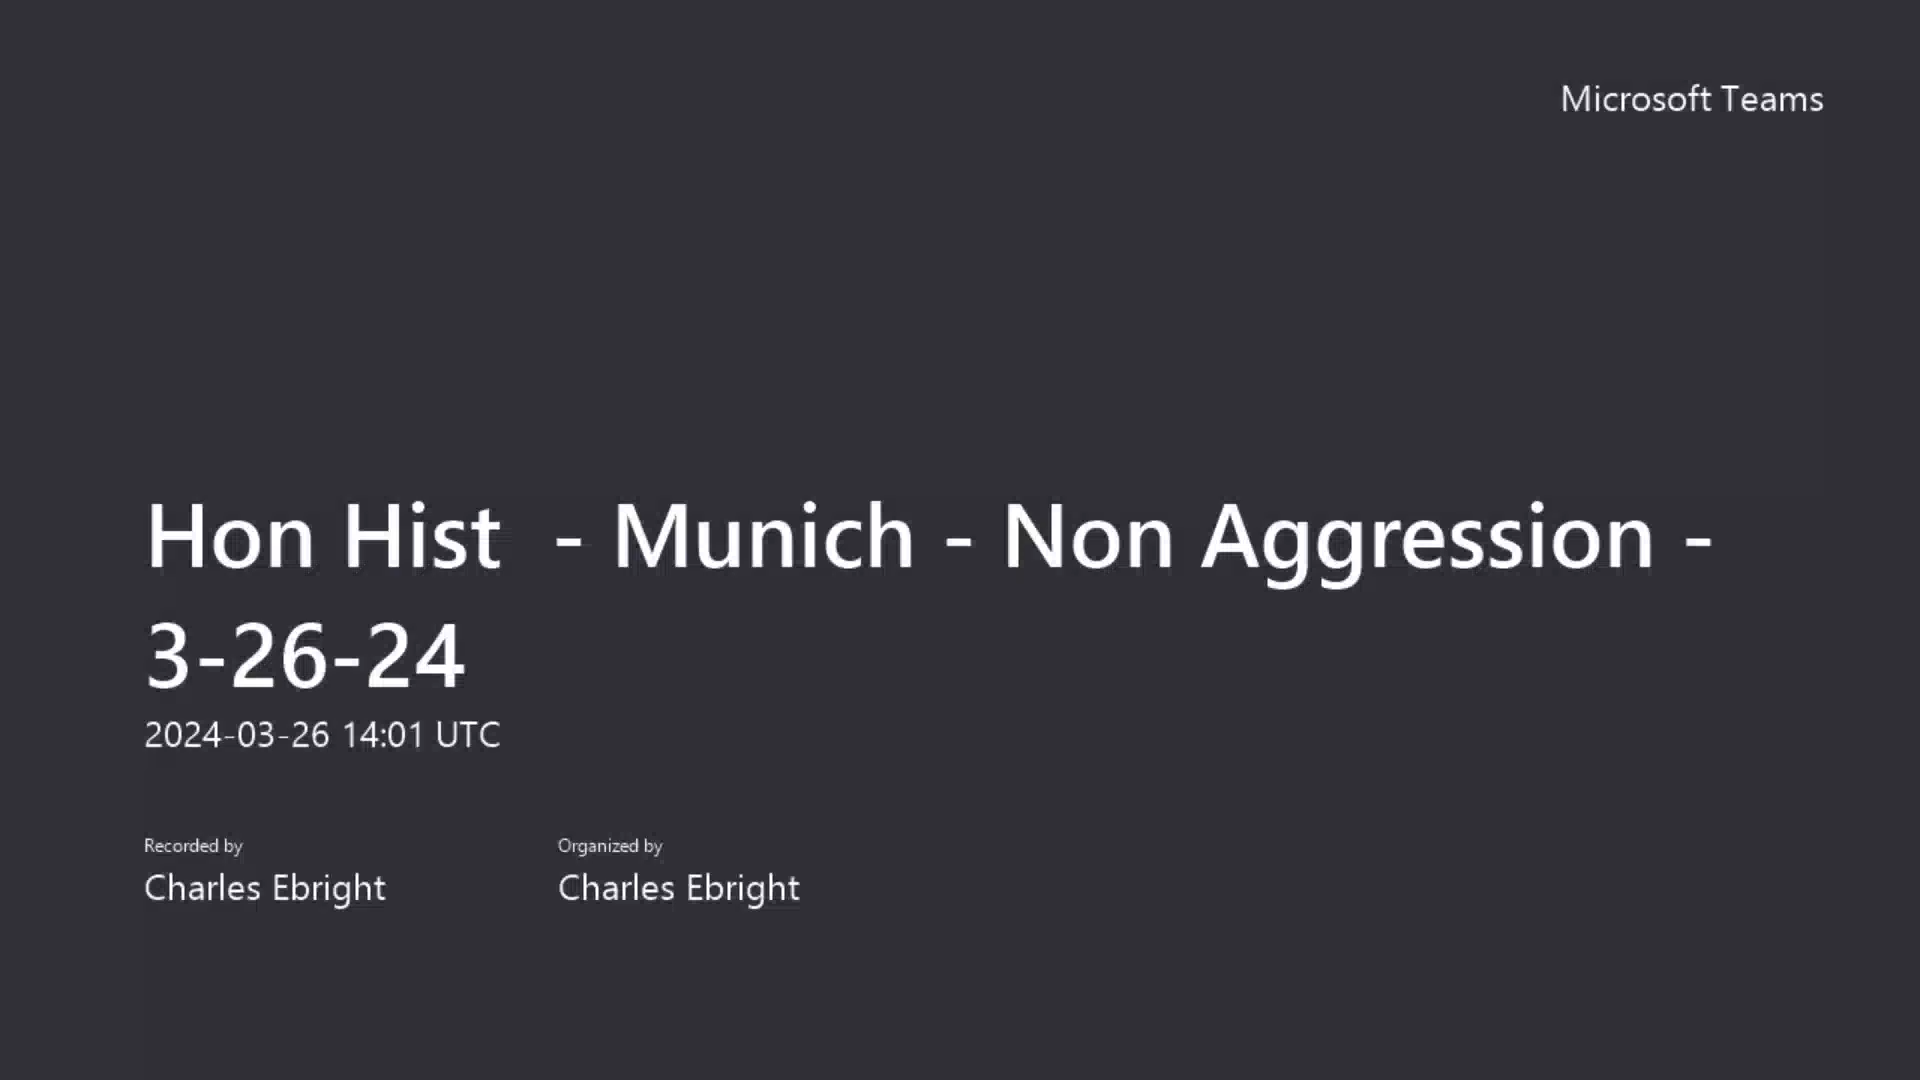 Microsoft Teams
Hon Hist  - Munich - Non Aggression -
3-26-24
2024-03-26 14:01 UTC
Recorded by
Charles Ebright
Organized by
Charles Ebright